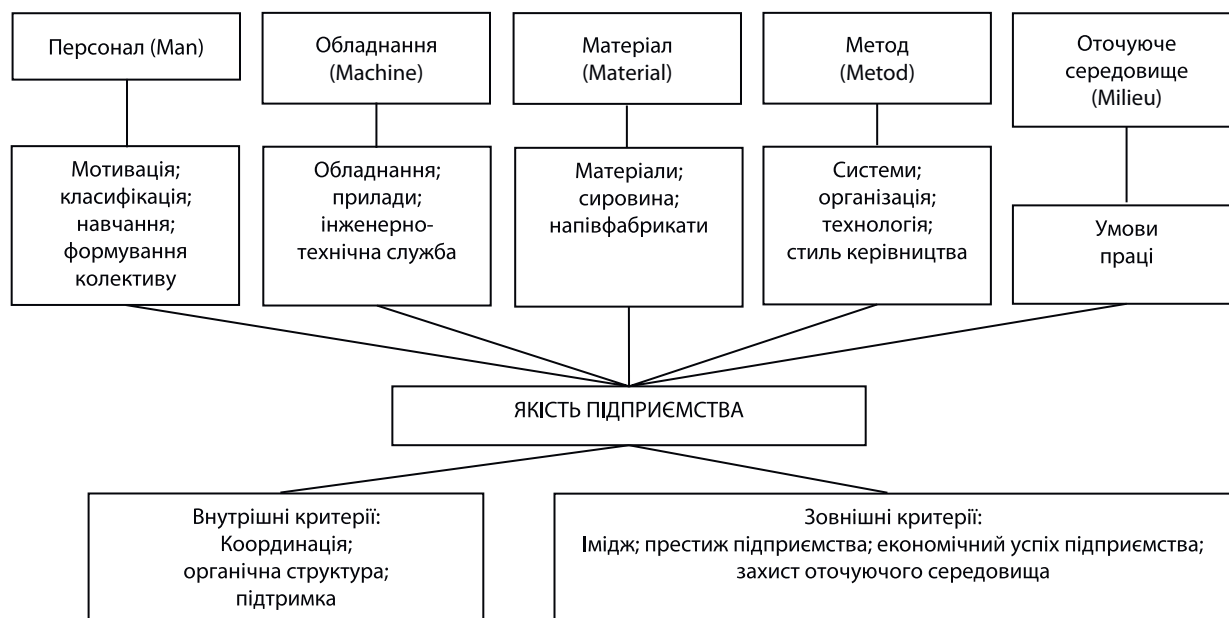 Персонал (Man)
Обладнання
(Machine)
Матеріал
(Material)
Метод
(Metod)
Оточуюче
середовище
(Milieu)
Мотивація;
класифікація;
навчання;
формування
колективу
Обладнання;
прилади;
інженерно-
технічна служба
Матеріали;
сировина;
напівфабрикати
Системи;
організація;
технологія;
стиль керівництва
Умови
праці
ЯКІСТЬ ПІДПРИЄМСТВА
Внутрішні критерії:
Координація;
органічна структура;
підтримка
Зовнішні критерії:
Імідж; престиж підприємства; економічний успіх підприємства;
захист оточуючого середовища